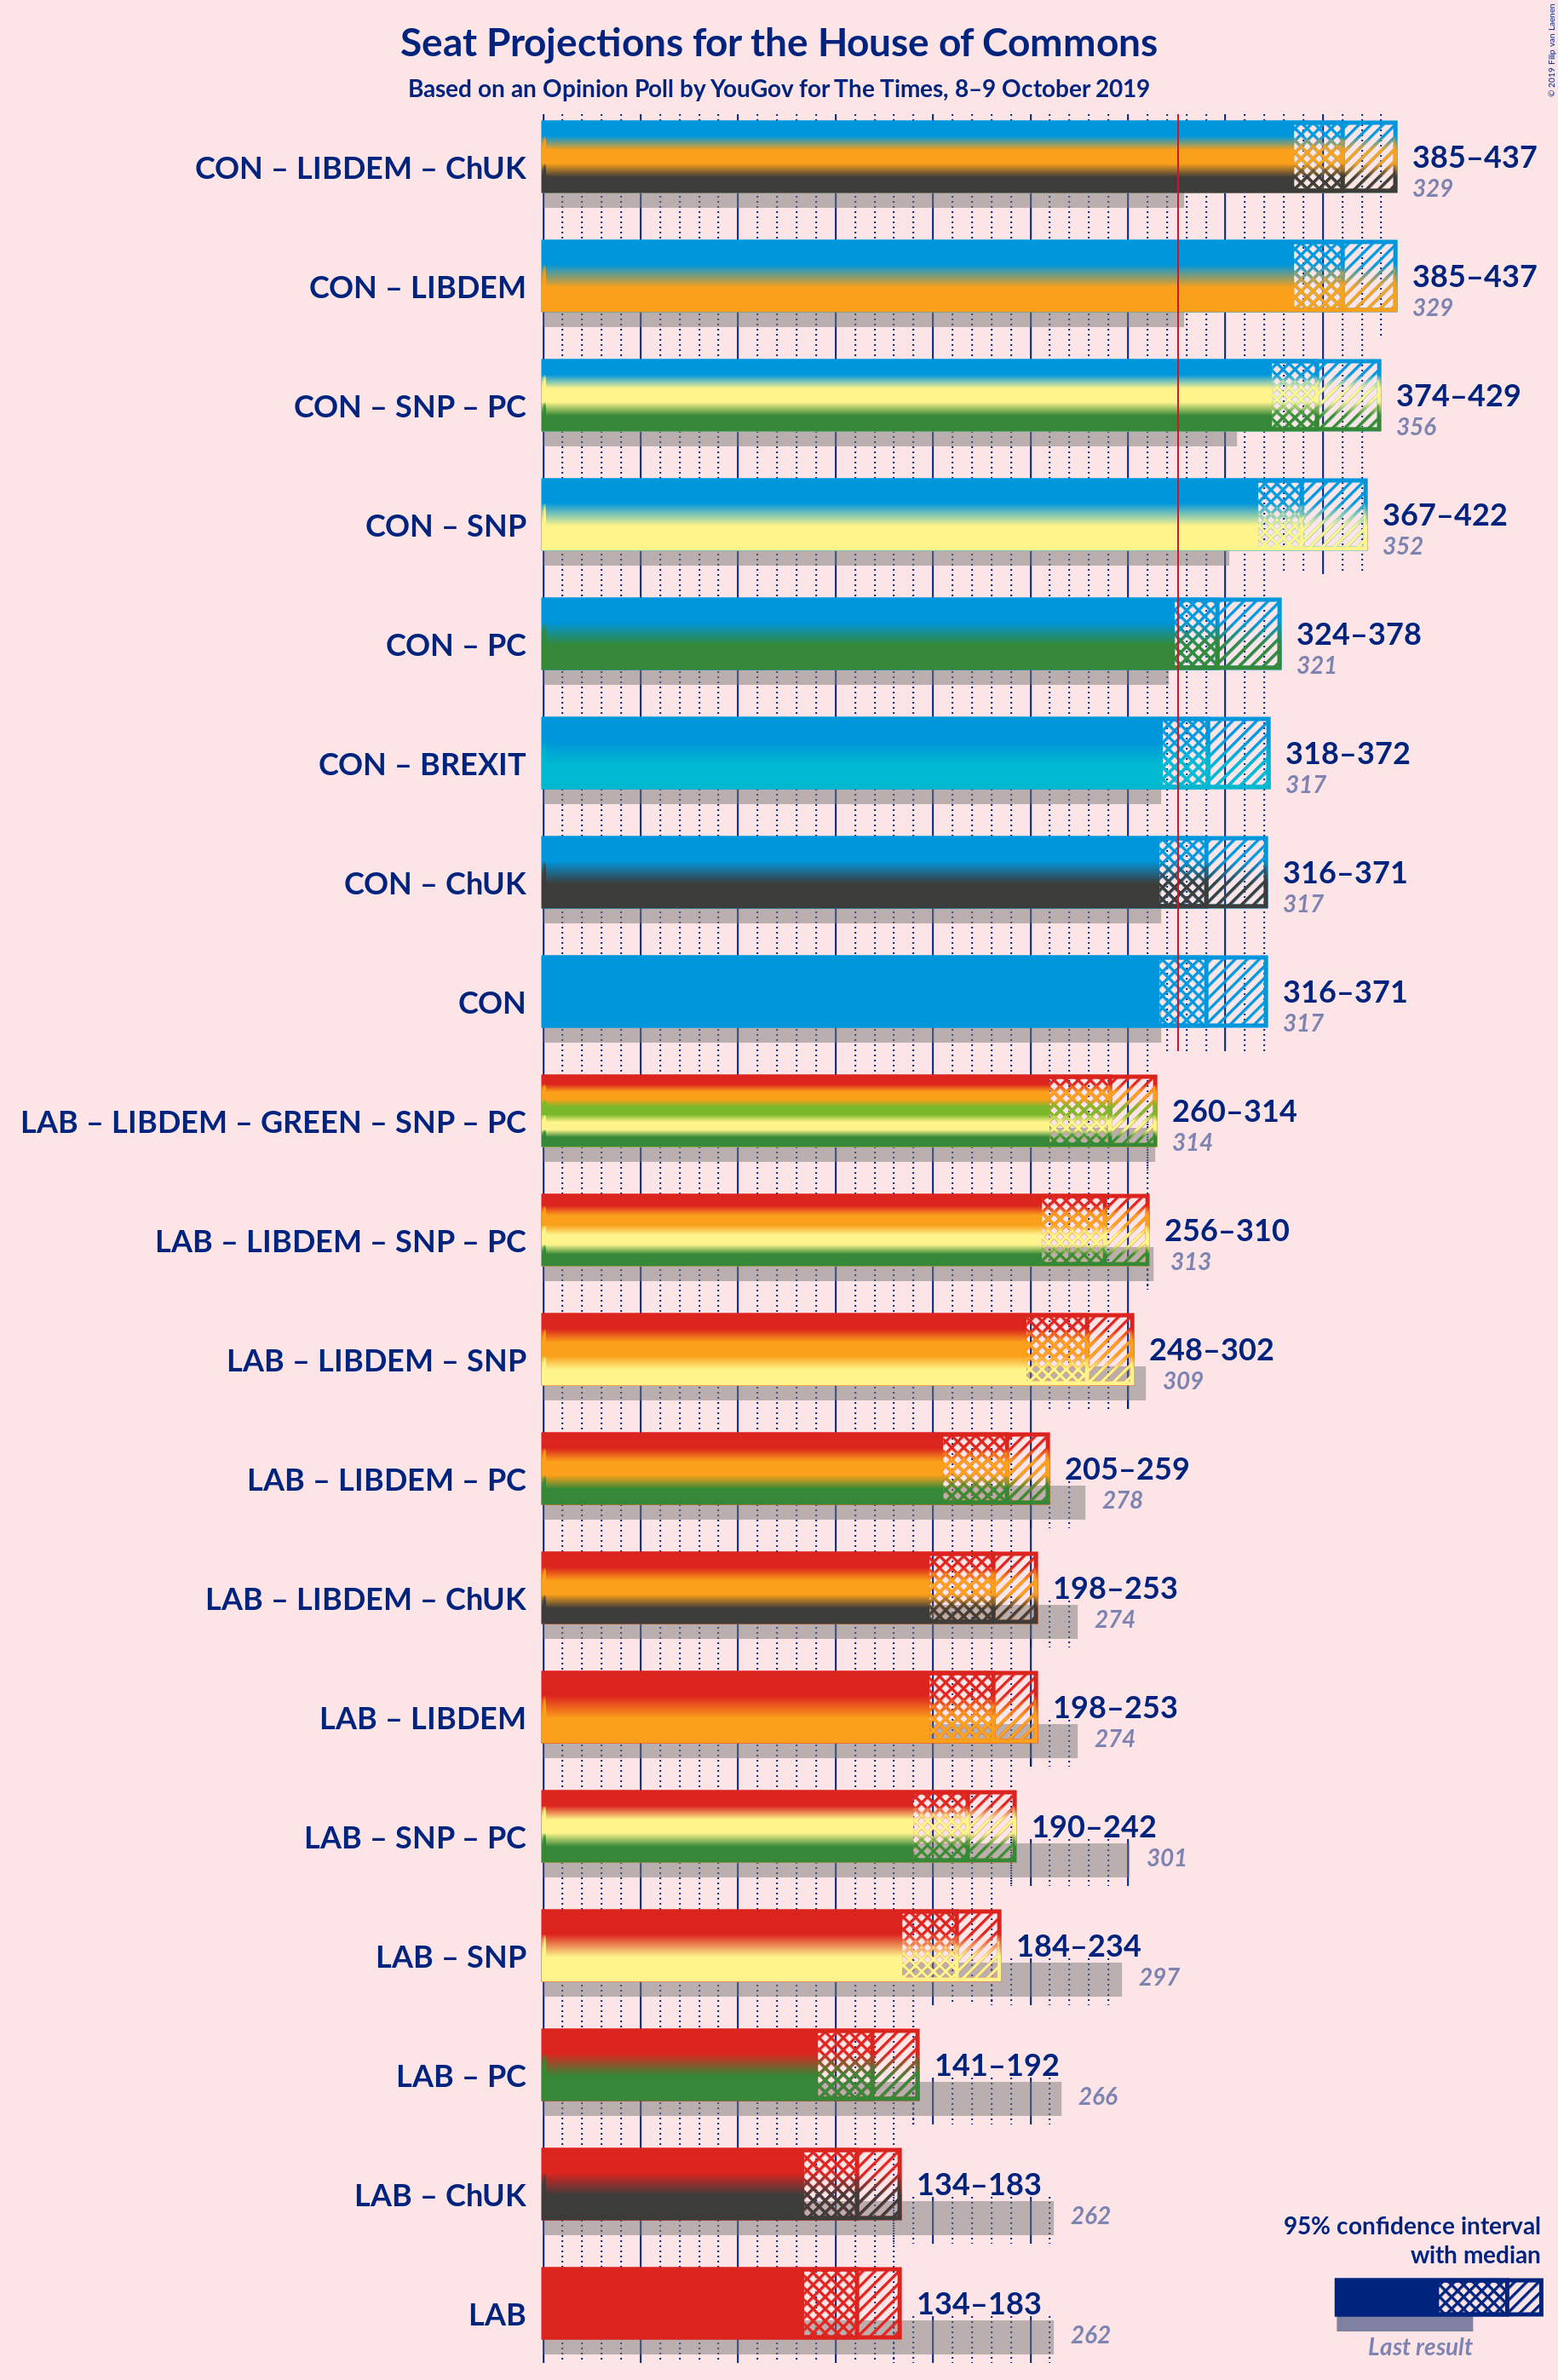 Seat Projections for the House of Commons
Based on an Opinion Poll by YouGov for The Times, 8–9 October 2019
© 2019 Filip van Laenen
CON – LIBDEM – ChUK
385–437
329
CON – LIBDEM
385–437
329
CON – SNP – PC
374–429
356
CON – SNP
367–422
352
CON – PC
324–378
321
CON – BREXIT
318–372
317
CON – ChUK
316–371
317
CON
316–371
317
LAB – LIBDEM – GREEN – SNP – PC
260–314
314
LAB – LIBDEM – SNP – PC
256–310
313
LAB – LIBDEM – SNP
248–302
309
LAB – LIBDEM – PC
205–259
278
LAB – LIBDEM – ChUK
198–253
274
LAB – LIBDEM
198–253
274
LAB – SNP – PC
190–242
301
LAB – SNP
184–234
297
LAB – PC
141–192
266
LAB – ChUK
134–183
262
LAB
134–183
262
95% confidence interval
with median
Last result